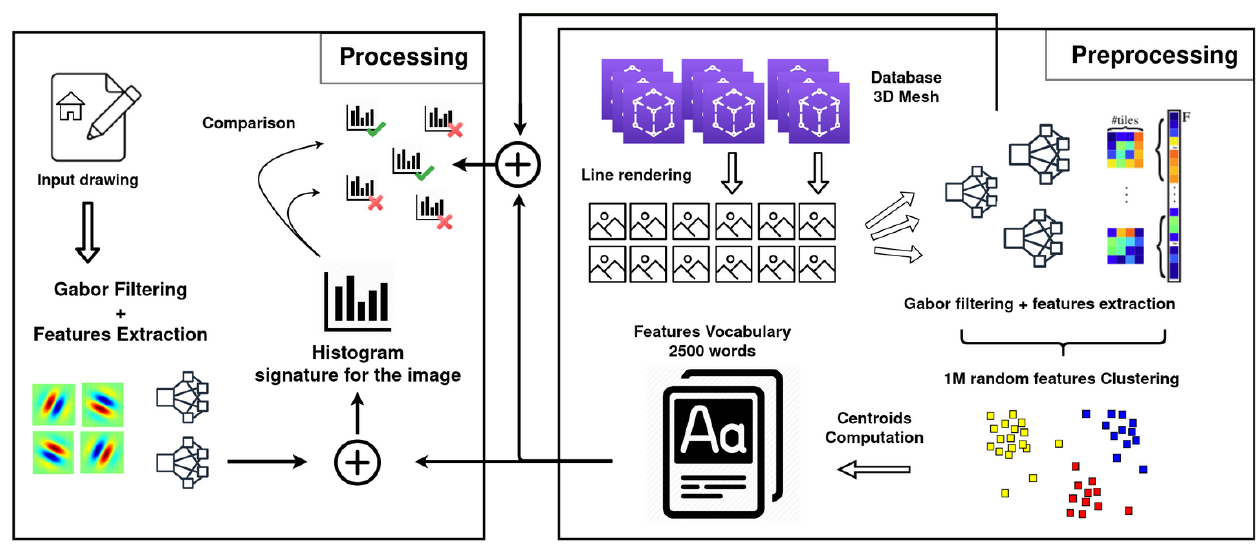 Processing
Input drawing
Comparison
Gabor Filtering
+
Features Extraction
Histogram
signature for the image
Preprocessing
Database
3D Mesh
Line rendering
#tiles
F
Gabor filtering + features extraction
1M random features Clustering
Centroids
Computation
Features Vocabulary
2500 words
Aa